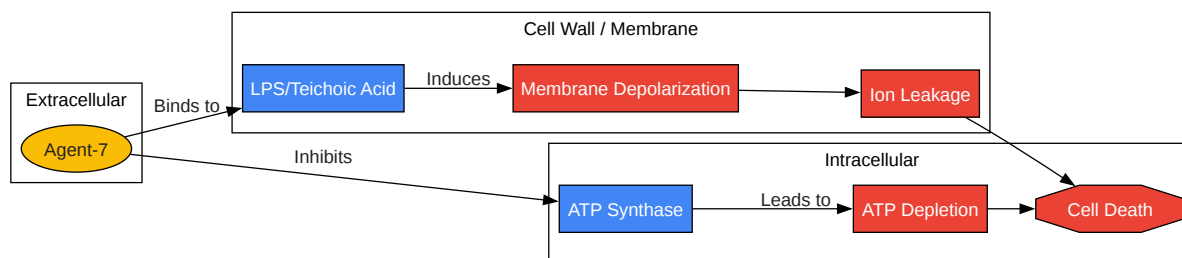 Cell Wall / Membrane
LPS/Teichoic Acid
Induces
Membrane Depolarization
Ion Leakage
Extracellular
Binds to
Agent-7
Inhibits
Intracellular
ATP Synthase
Leads to
ATP Depletion
Cell Death